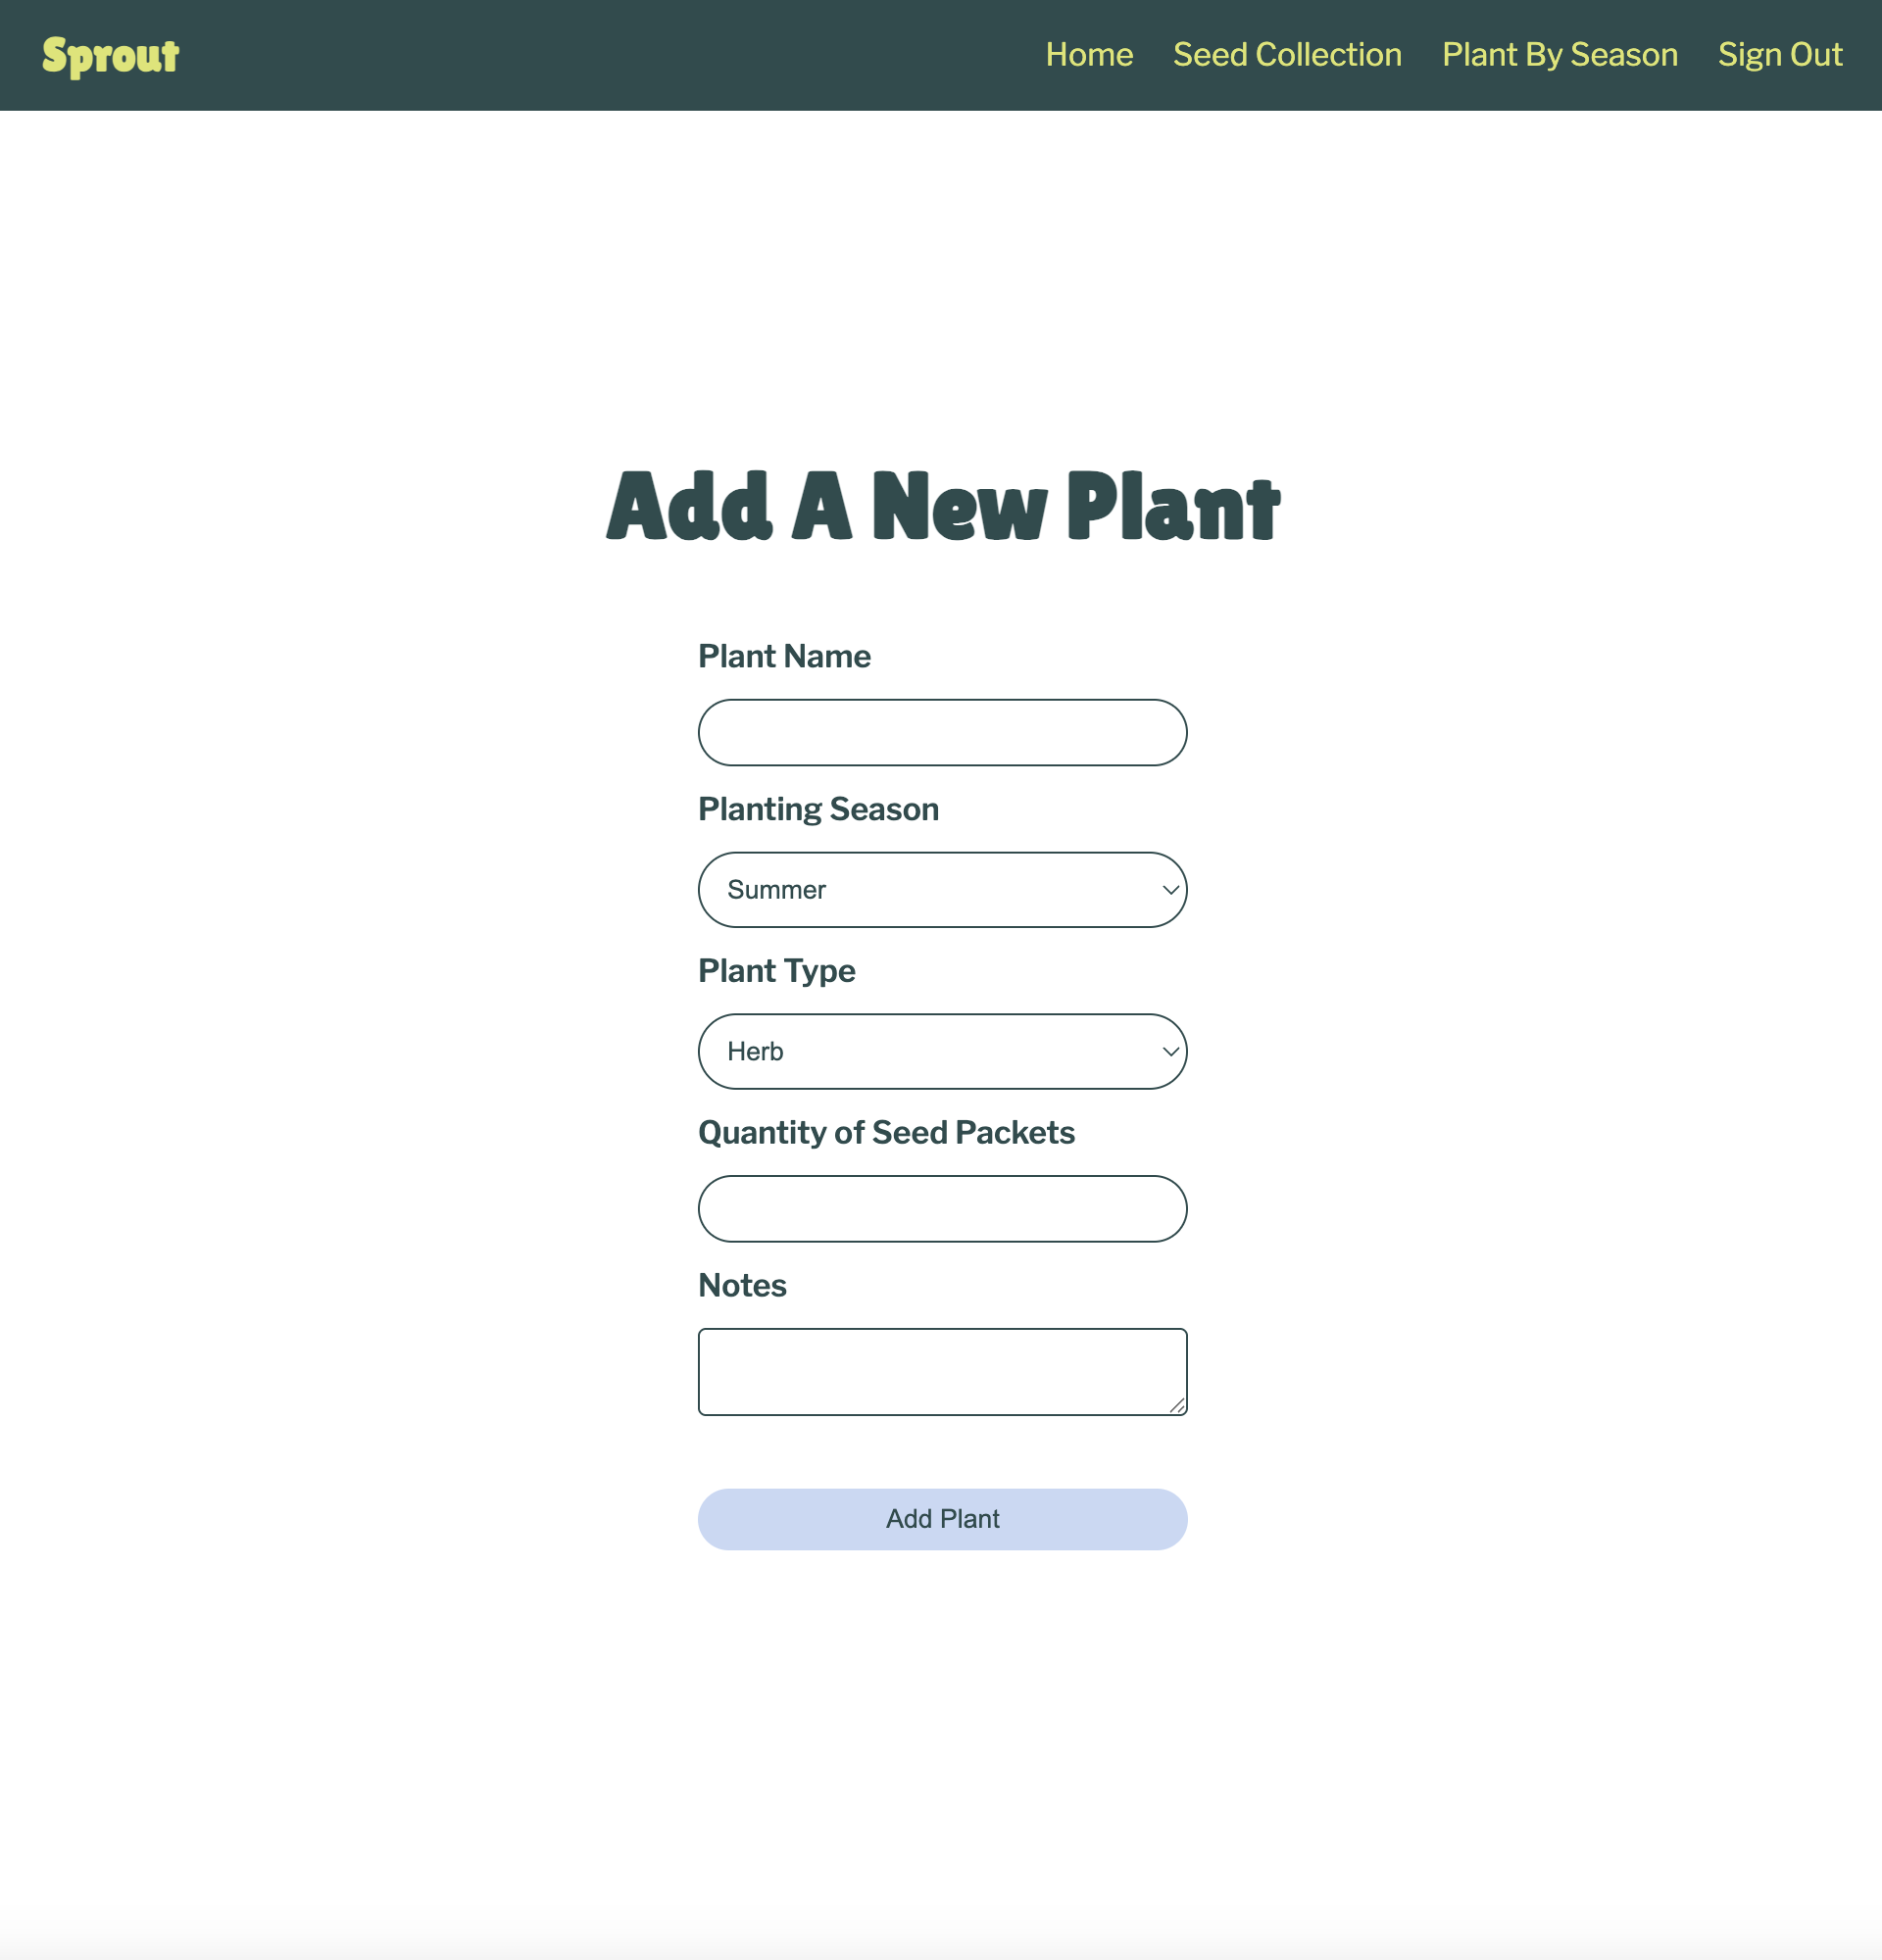 Sprout
Home Seed Collection Plant By Season Sign Out
Add A New Plant
Plant Name
Planting Season
Summer
Plant Type
Herb
Quantity of Seed Packets
Notes
Add Plant